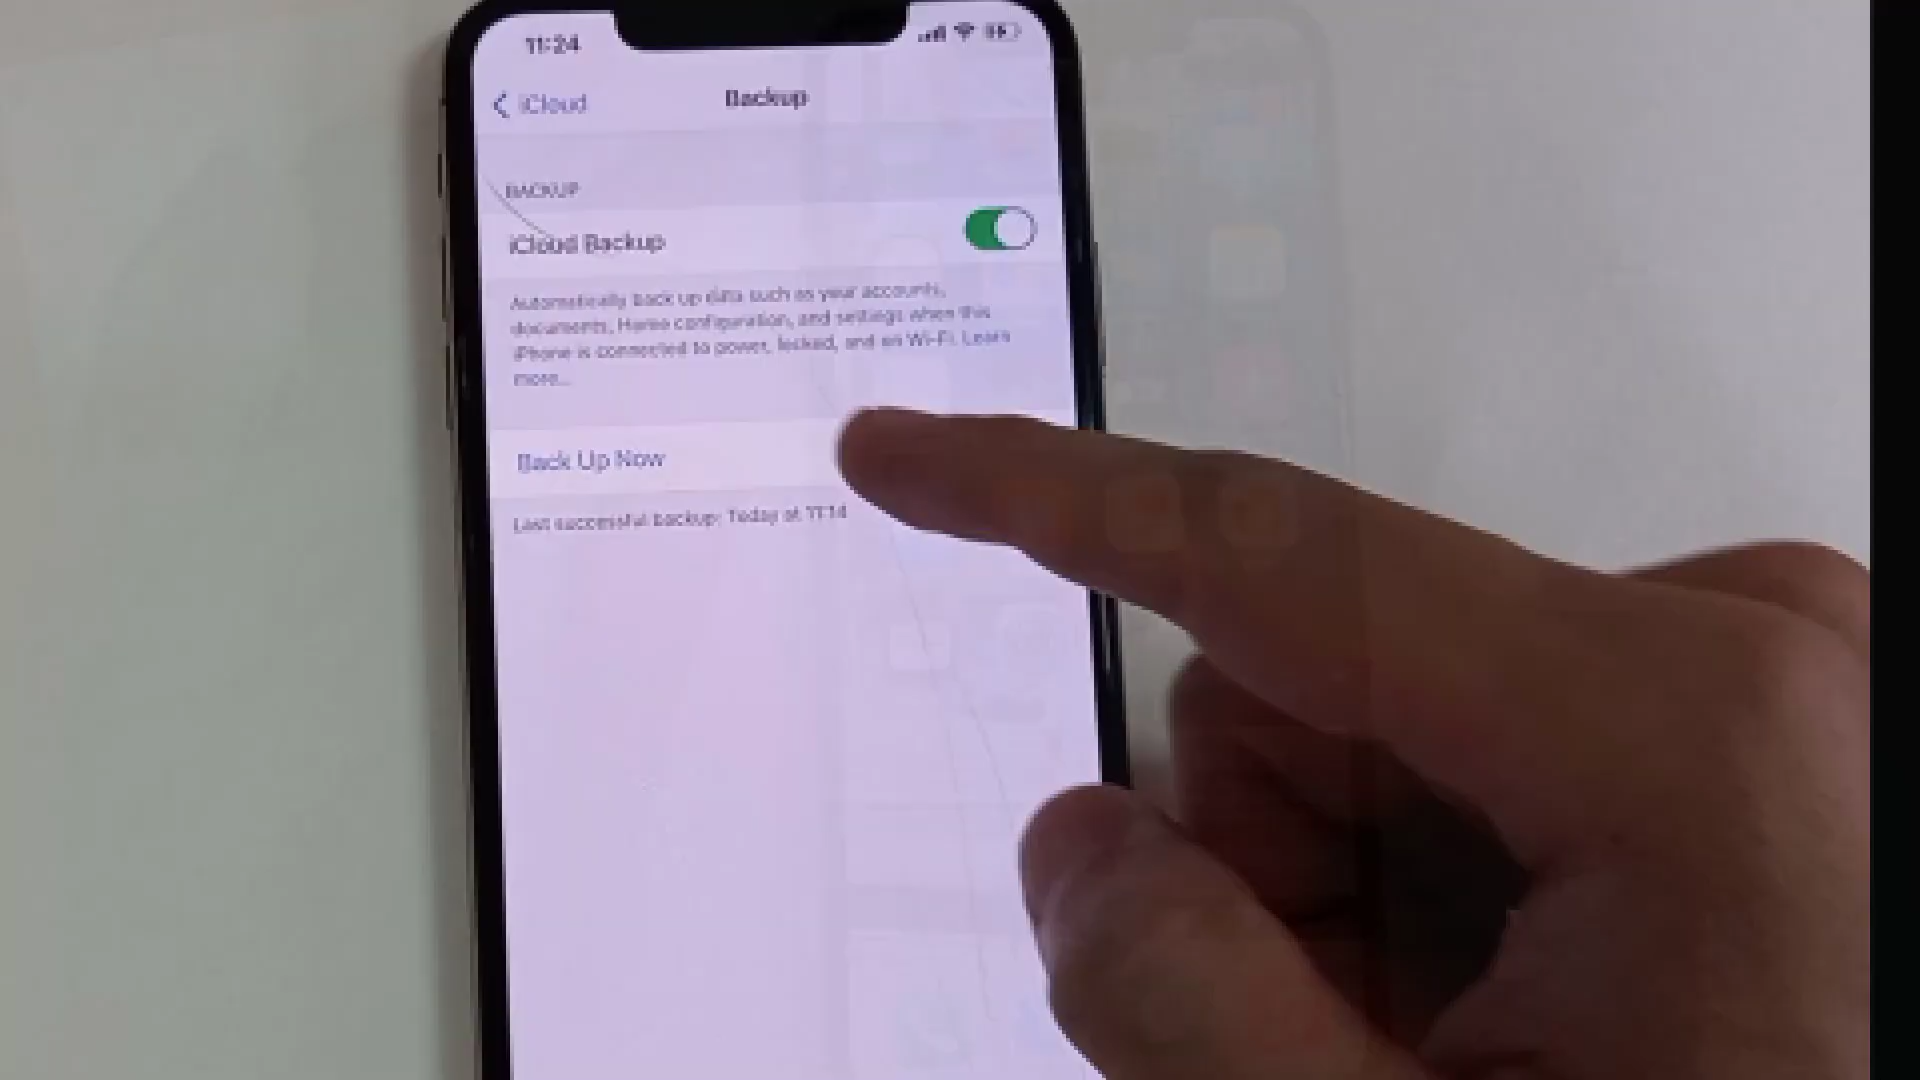 11:24
iCloud
Backup
BACKUP
iCloud Backup
Automatically back up data such as your accounts,
documents, Home configuration, and settings when this
iPhone is connected to power, locked, and on Wi-Fi. Learn
more...
Back Up Now
Last successful backup: Today at 11:14